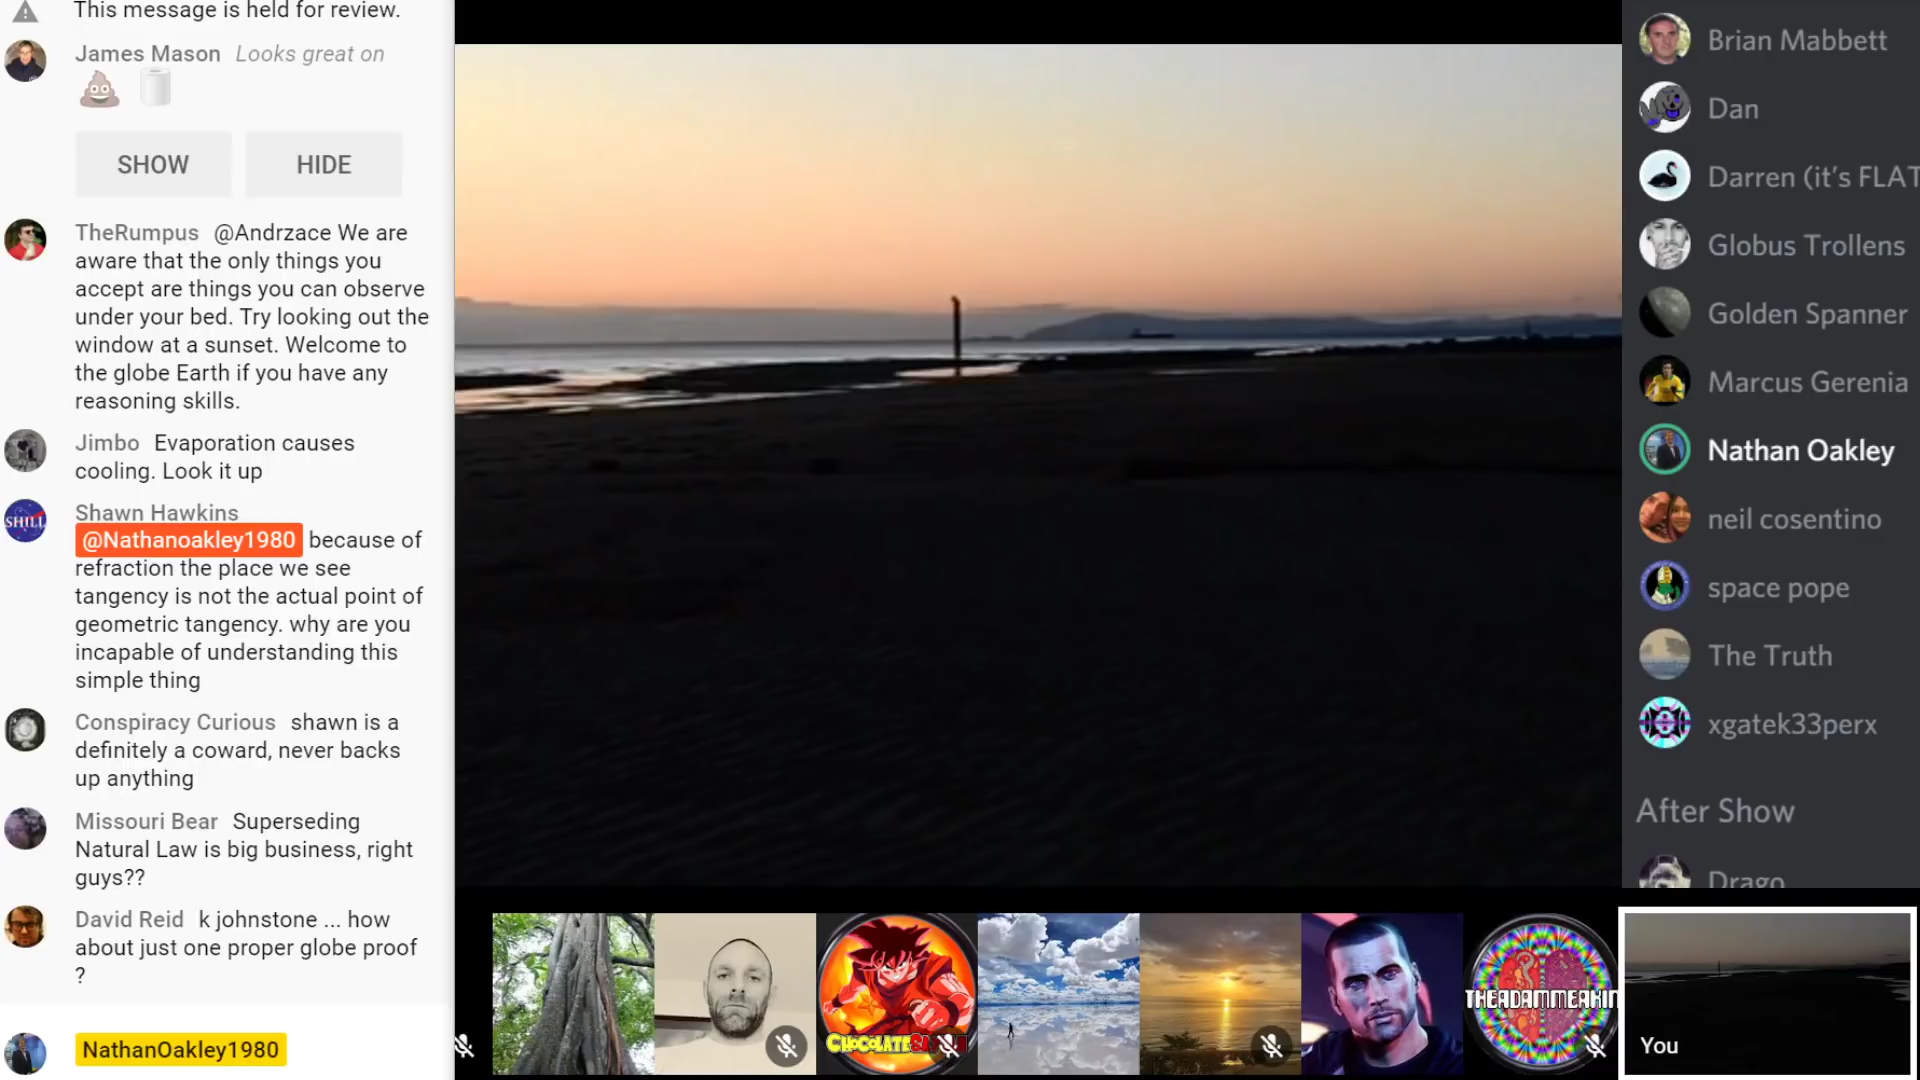 This message is held for review.
James Mason Looks great on
SHOW HIDE
TheRumpus @Andrzace We are
aware that the only things you
accept are things you can observe
under your bed. Try looking out the
window at a sunset. Welcome to
the globe Earth if you have any
reasoning skills.
Jimbo Evaporation causes
cooling. Look it up
SHILL
Shawn Hawkins
@Nathanoakley1980 because of
refraction the place we see
tangency is not the actual point of
geometric tangency. why are you
incapable of understanding this
simple thing
Conspiracy Curious shawn is a
definitely a coward, never backs
up anything
Missouri Bear Superseding
Natural Law is big business, right
guys??
David Reid k johnstone ... how
about just one proper globe proof
?
NathanOakley1980
THEADAMMEAKIN
You
Brian Mabbett
Dan
Darren (it's FLAT
Globus Trollens
Golden Spanner
Marcus Gerenia
Nathan Oakley
neil cosentino
space pope
The Truth
xgatek33perx
After Show
Drago